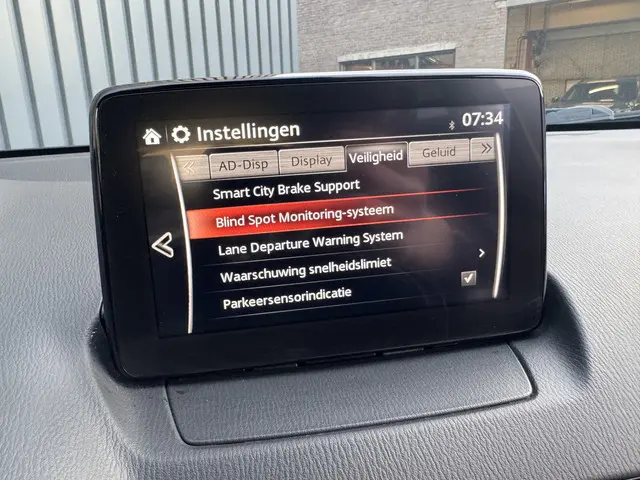 Instellingen
07:34
AD-Disp
Display
Veiligheid
Geluid
Smart City Brake Support
Blind Spot Monitoring-systeem
Lane Departure Warning System
Waarschuwing snelheidslimiet
Parkeersensorindicatie